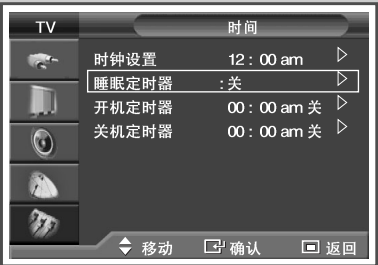 TV 时间
时钟设置 12 : 00 am
睡眠定时器 : 关
开机定时器 00 : 00 am 关
关机定时器 00 : 00 am 关
移动 确认 返回